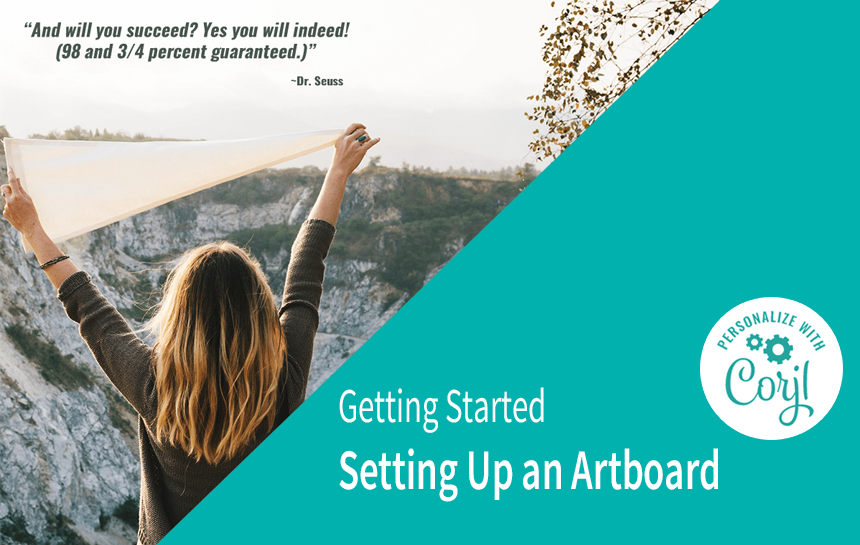 “And will you succeed? Yes you will indeed!
(98 and 3/4 percent guaranteed.)”
~Dr. Seuss
PERSONALIZE WITH
Corjl
Getting Started
Setting Up an Artboard